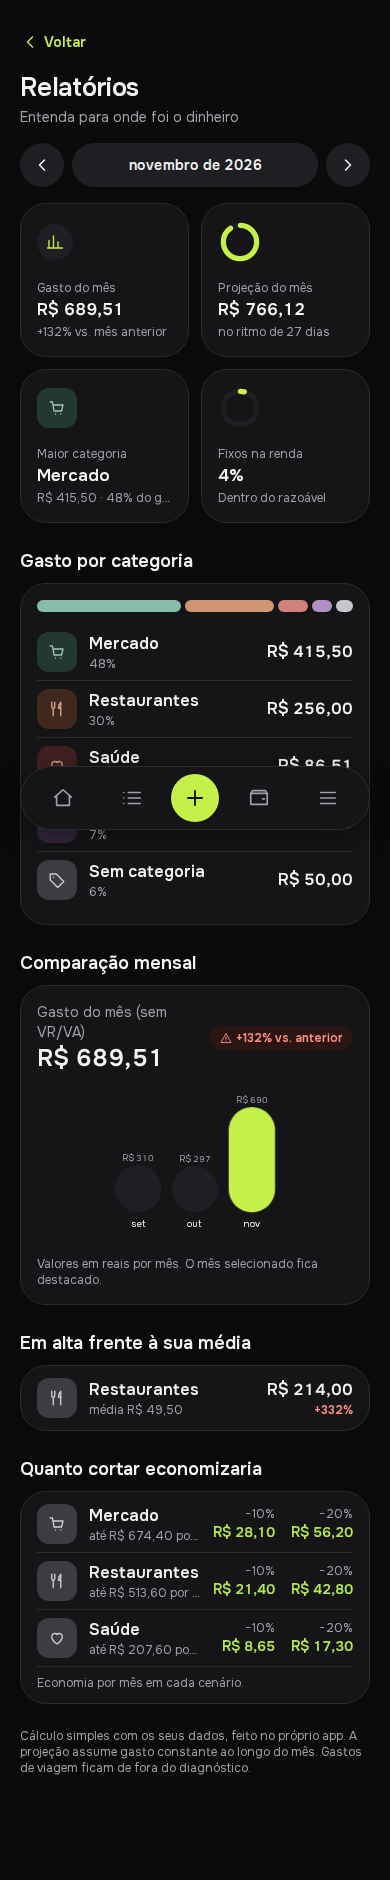 Voltar
Relatórios
Entenda para onde foi o dinheiro
novembro de 2026
Gasto do mês
R$ 689,51
+132% vs. mês anterior
Projeção do mês
R$ 766,12
no ritmo de 27 dias
Maior categoria
Mercado
R$ 415,50 · 48% do g...
Fixos na renda
4%
Dentro do razoável
Gasto por categoria
Mercado
48%
R$ 415,50
Restaurantes
30%
R$ 256,00
Saúde
R$ 86,51
7%
Sem categoria
6%
R$ 50,00
Comparação mensal
Gasto do mês (sem
VR/VA)
R$ 689,51
+132% vs. anterior
R$ 310
R$ 297
R$ 690
set
out
nov
Valores em reais por mês. O mês selecionado fica
destacado.
Em alta frente à sua média
Restaurantes
média R$ 49,50
R$ 214,00
+332%
Quanto cortar economizaria
Mercado
até R$ 674,40 po...
-10%
R$ 28,10
-20%
R$ 56,20
Restaurantes
até R$ 513,60 por ...
-10%
R$ 21,40
-20%
R$ 42,80
Saúde
até R$ 207,60 po...
-10%
R$ 8,65
-20%
R$ 17,30
Economia por mês em cada cenário.
Cálculo simples com os seus dados, feito no próprio app. A
projeção assume gasto constante ao longo do mês. Gastos
de viagem ficam de fora do diagnóstico.